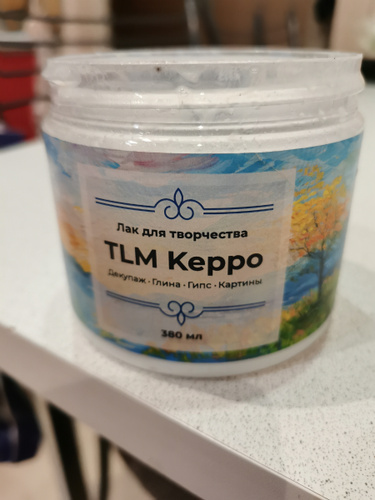 Лак для творчества
TLM Keppo
Декупаж · Глина · Гипс · Картины
380 мл